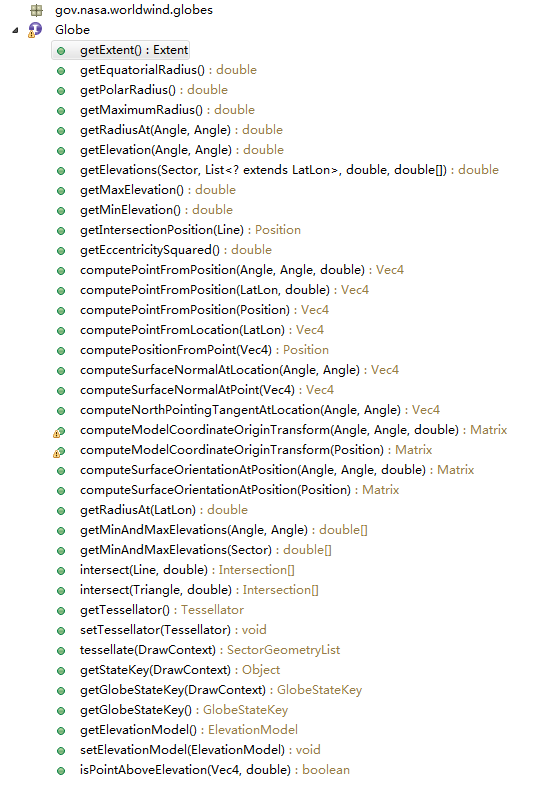 gov.nasa.worldwind.globes
Globe
getExtent() : Extent
getEquatorialRadius() : double
getPolarRadius() : double
getMaximumRadius() : double
getRadiusAt(Angle, Angle) : double
getElevation(Angle, Angle) : double
getElevations(Sector, List<? extends LatLon>, double, double[]) : double
getMaxElevation() : double
getMinElevation() : double
getIntersectionPosition(Line) : Position
getEccentricitySquared() : double
computePointFromPosition(Angle, Angle, double) : Vec4
computePointFromPosition(LatLon, double) : Vec4
computePointFromPosition(Position) : Vec4
computePointFromLocation(LatLon) : Vec4
computePositionFromPoint(Vec4) : Position
computeSurfaceNormalAtLocation(Angle, Angle) : Vec4
computeSurfaceNormalAtPoint(Vec4) : Vec4
computeNorthPointingTangentAtLocation(Angle, Angle) : Vec4
computeModelCoordinateOriginTransform(Angle, Angle, double) : Matrix
computeModelCoordinateOriginTransform(Position) : Matrix
computeSurfaceOrientationAtPosition(Angle, Angle, double) : Matrix
computeSurfaceOrientationAtPosition(Position) : Matrix
getRadiusAt(LatLon) : double
getMinAndMaxElevations(Angle, Angle) : double[]
getMinAndMaxElevations(Sector) : double[]
intersect(Line, double) : Intersection[]
intersect(Triangle, double) : Intersection[]
getTessellator() : Tessellator
setTessellator(Tessellator) : void
tessellate(DrawContext) : SectorGeometryList
getStateKey(DrawContext) : Object
getGlobeStateKey(DrawContext) : GlobeStateKey
getGlobeStateKey() : GlobeStateKey
getElevationModel() : ElevationModel
setElevationModel(ElevationModel) : void
isPointAboveElevation(Vec4, double) : boolean